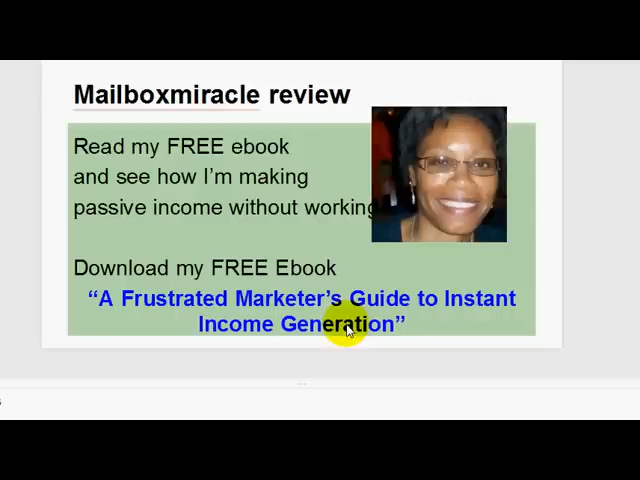 Mailboxmiracle review
Read my FREE ebook
and see how I'm making
passive income without working
Download my FREE Ebook
“A Frustrated Marketer's Guide to Instant
Income Generation”